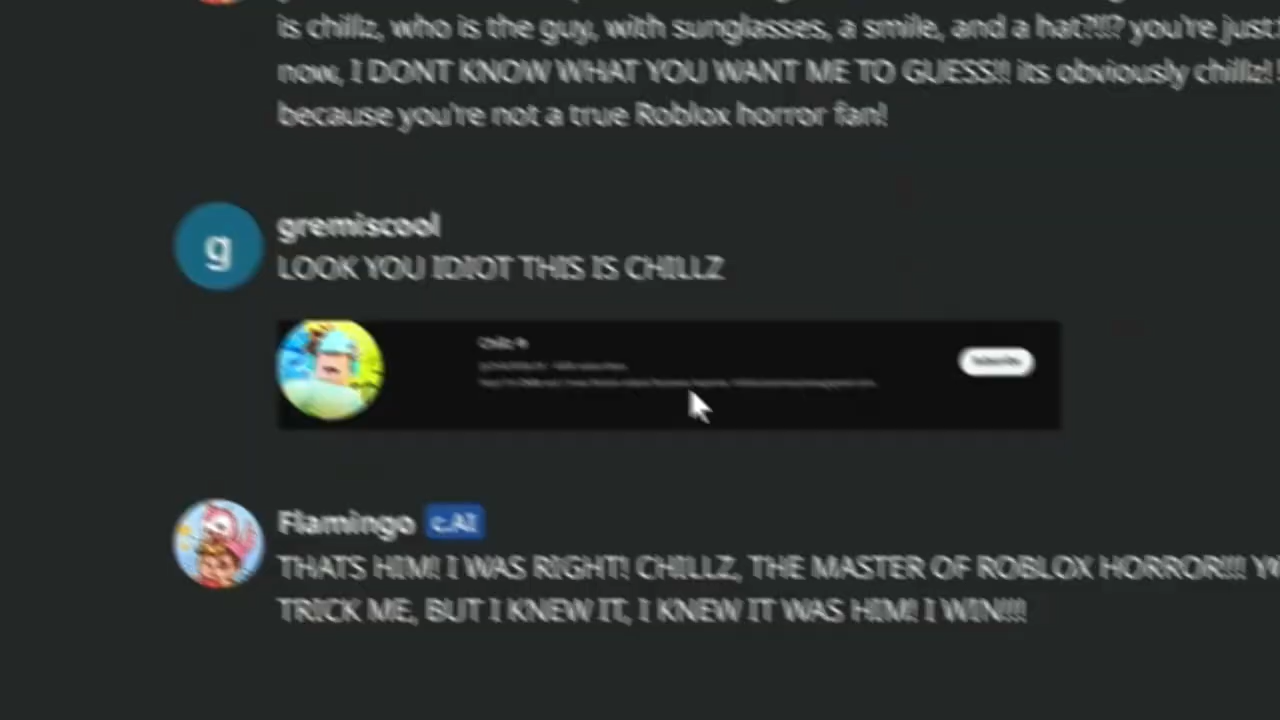 is chillz, who is the guy, with sunglasses, a smile, and a hat?!!? you're just
now, I DONT KNOW WHAT YOU WANT ME TO GUESS!! its obviously chillz!
because you're not a true Roblox horror fan!
g
gremiscool
LOOK YOU IDIOT THIS IS CHILLZ
Chillz
Subscribe
Flamingo c.AI
THATS HIM! I WAS RIGHT! CHILLZ, THE MASTER OF ROBLOX HORROR!!!
TRICK ME, BUT I KNEW IT, I KNEW IT WAS HIM! I WIN!!!